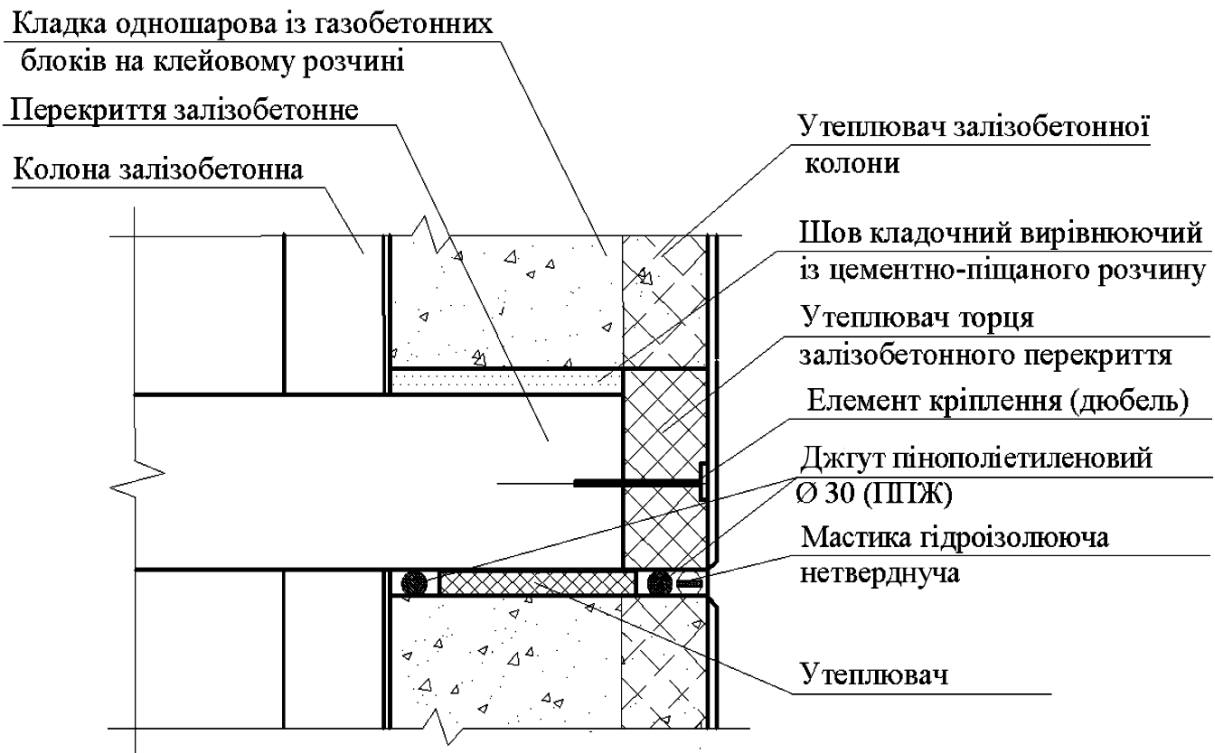 Кладка одношарова із газобетонних
блоків на клейовому розчині
Перекриття залізобетонне
Колона залізобетонна
Утеплювач залізобетонної
колони
Шов кладочний вирівнюючий
із цементно-піщаного розчину
Утеплювач торця
залізобетонного перекриття
Елемент кріплення (дюбель)
Джгут пінополіетиленовий
Ø 30 (ППЖ)
Мастика гідроізолююча
нетверднуча
Утеплювач